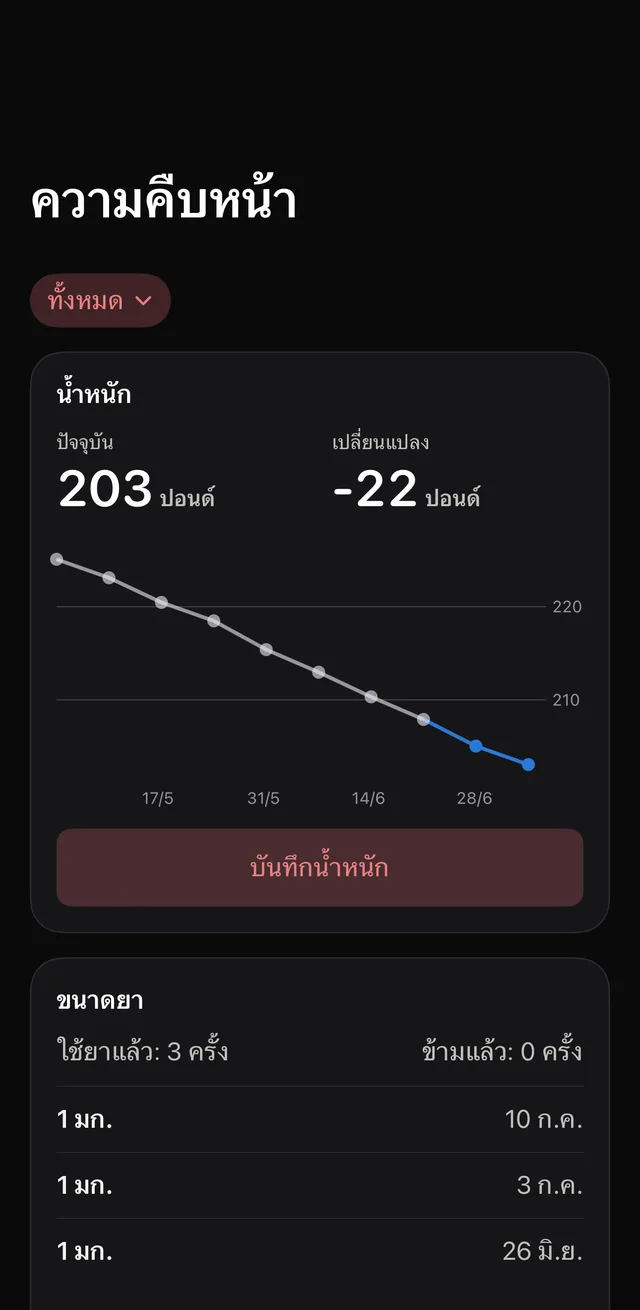 ความคืบหน้า
ทั้งหมด
น้ำหนัก
ปัจจุบัน
เปลี่ยนแปลง
203 ปอนด์
-22 ปอนด์
220
210
17/5 31/5 14/6 28/6
บันทึกน้ำหนัก
ขนาดยา
ใช้ยาแล้ว: 3 ครั้ง
ข้ามแล้ว: 0 ครั้ง
1 มก. 10 ก.ค.
1 มก. 3 ก.ค.
1 มก. 26 มิ.ย.